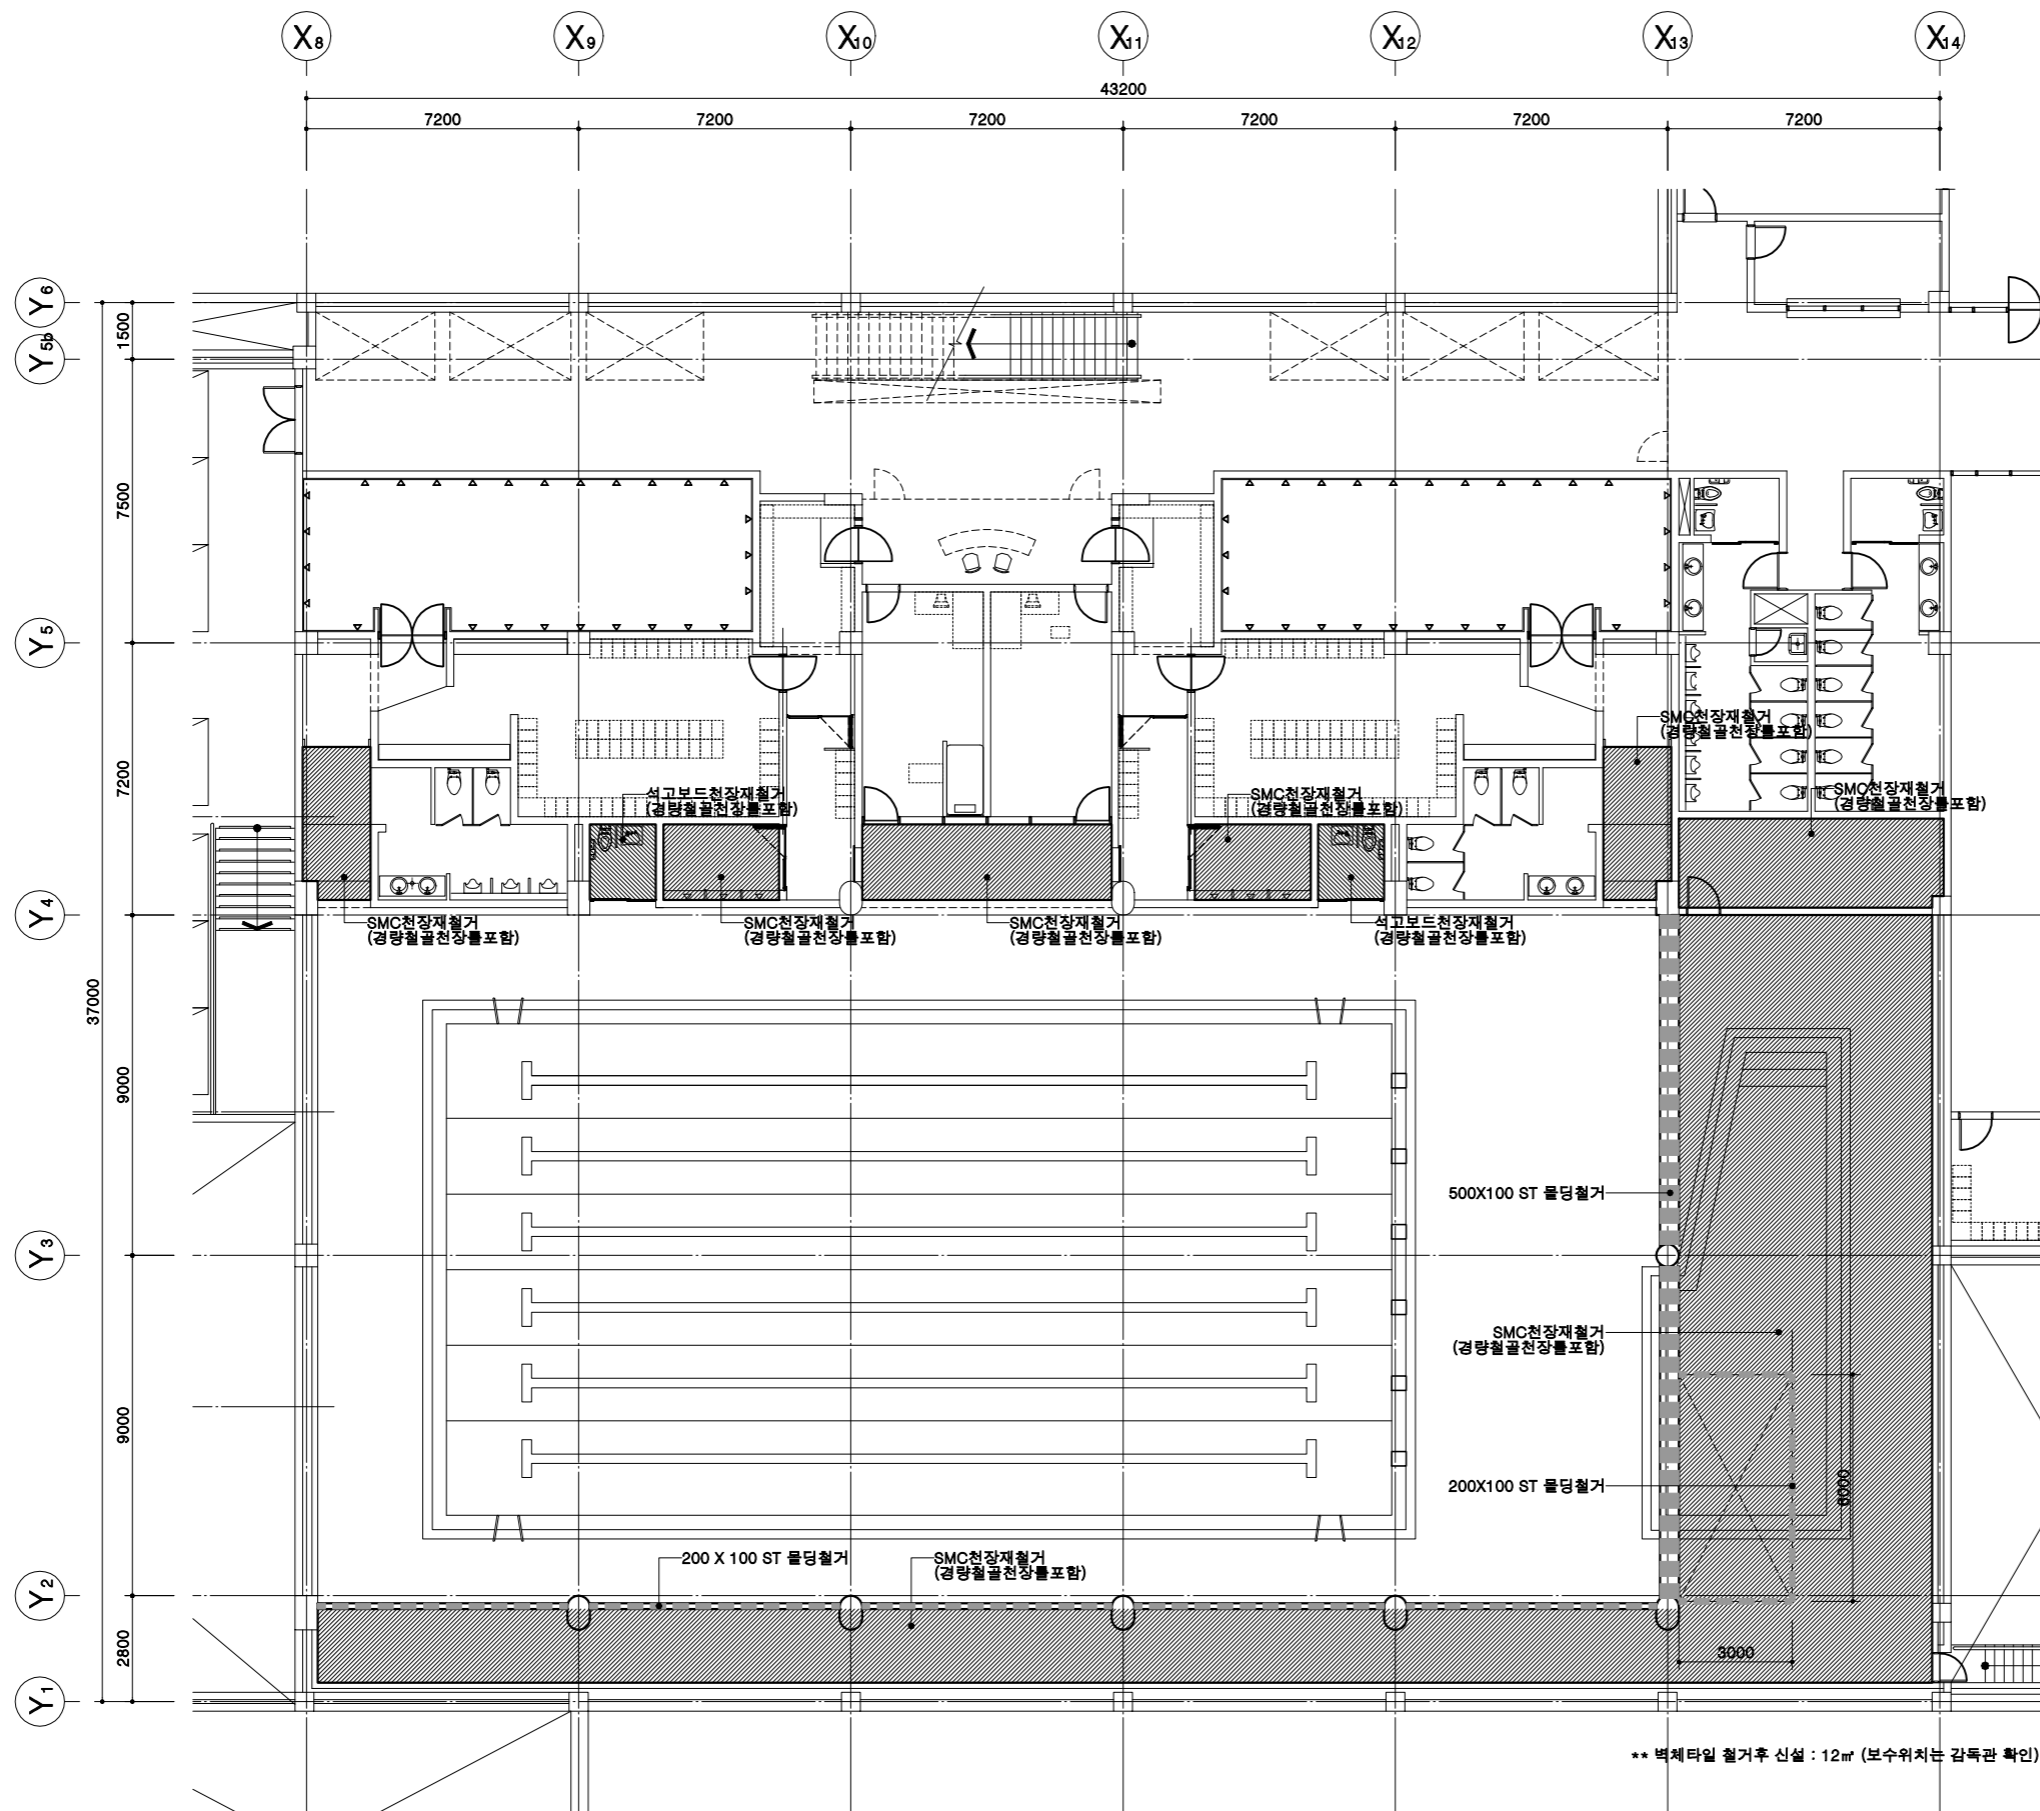 X8
X9
X10
X11
X12
X13
X14
43200
7200
7200
7200
7200
7200
7200
Y6
Y5b
Y5
Y4
Y3
Y2
Y1
1500
7500
7200
37000
9000
9000
2800
SMC천장재철거
(경량철골천장틀포함)
석고보드천장재철거
(경량철골천장틀포함)
SMC천장재철거
(경량철골천장틀포함)
SMC천장재철거
(경량철골천장틀포함)
SMC천장재철거
(경량철골천장틀포함)
SMC천장재철거
(경량철골천장틀포함)
SMC천장재철거
(경량철골천장틀포함)
석고보드천장재철거
(경량철골천장틀포함)
500X100 ST 몰딩철거
SMC천장재철거
(경량철골천장틀포함)
200X100 ST 몰딩철거
6000
200 X 100 ST 몰딩철거
SMC천장재철거
(경량철골천장틀포함)
3000
** 벽체타일 철거후 신설 : 12㎡ (보수위치는 감독관 확인)